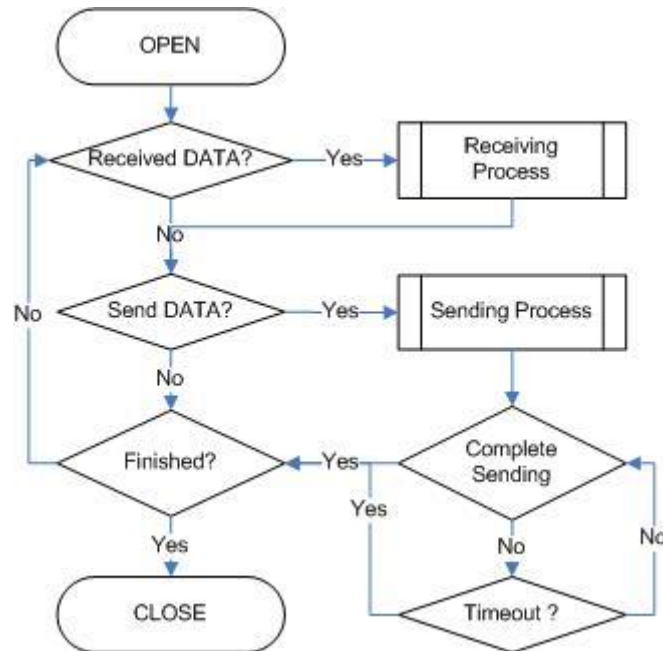 OPEN
Received DATA?
Yes
Receiving
Process
No
Send DATA?
Yes
Sending Process
No
No
Finished?
Yes
Complete
Sending
Yes
No
No
Yes
CLOSE
Timeout ?